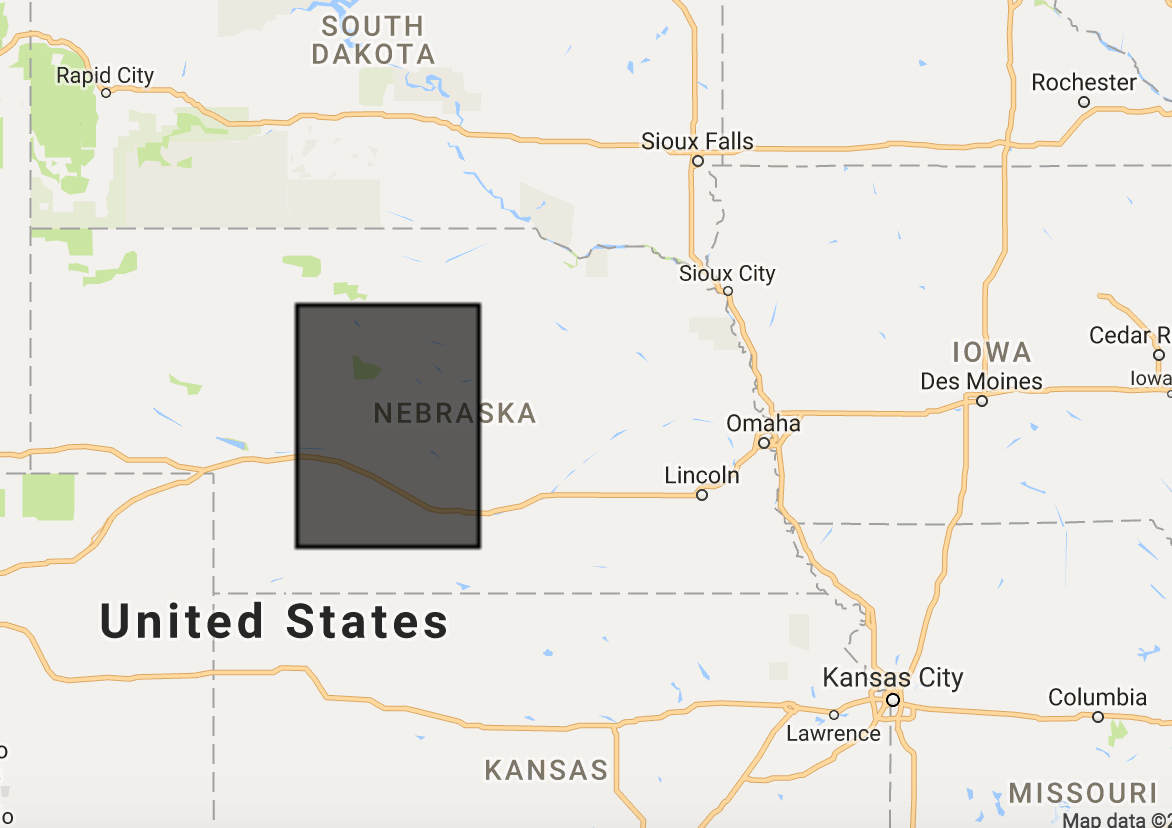 SOUTH
DAKOTA
Rapid City
Rochester
Sioux Falls
Sioux City
Cedar R
IOWA
Des Moines
Iowa
NEBRASKA
Omaha
Lincoln
United States
Kansas City
Columbia
Lawrence
KANSAS
MISSOURI
Map data ©2
o
o